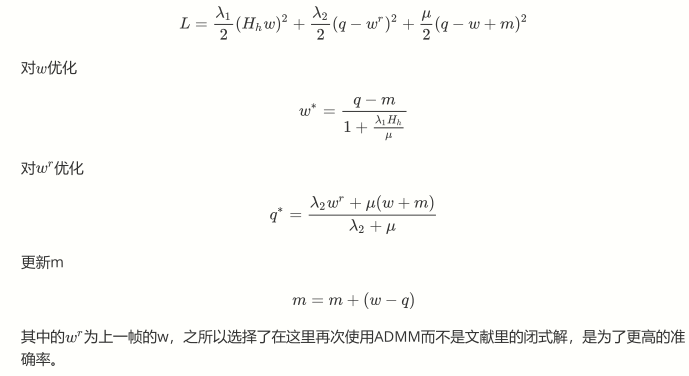 $$L = \frac{\lambda_1}{2}(H_h w)^2 + \frac{\lambda_2}{2}(q - w^r)^2 + \frac{\mu}{2}(q - w + m)^2$$
对$w$优化
$$w^* = \frac{q - m}{1 + \frac{\lambda_1 H_h}{\mu}}$$
对$w^r$优化
$$q^* = \frac{\lambda_2 w^r + \mu(w + m)}{\lambda_2 + \mu}$$
更新m
$$m = m + (w - q)$$
其中的$w^r$为上一帧的w，之所以选择了在这里再次使用ADMM而不是文献里的闭式解，是为了更高的准
确率。